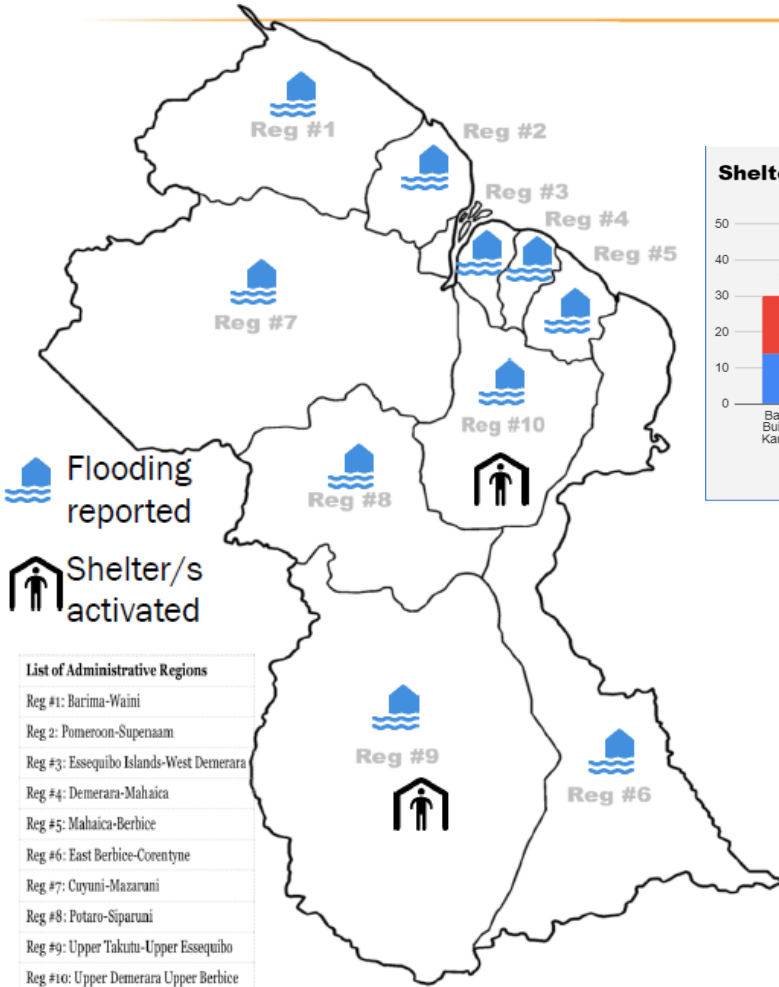 Reg #1
Reg #2
Reg #3
Reg #4
Reg #5
Reg #7
Reg #10
Reg #8
Reg #9
Reg #6
Flooding
reported
Shelter/s
activated
List of Administrative Regions
Reg #1: Barima-Waini
Reg 2: Pomeroon-Supenaam
Reg #3: Essequibo Islands-West Demerara
Reg #4: Demerara-Mahaica
Reg #5: Mahaica-Berbice
Reg #6: East Berbice-Corentyne
Reg #7: Cuyuni-Mazaruni
Reg #8: Potaro-Siparuni
Reg #9: Upper Takutu-Upper Essequibo
Reg #10: Upper Demerara Upper Berbice
50
40
30
20
10
0